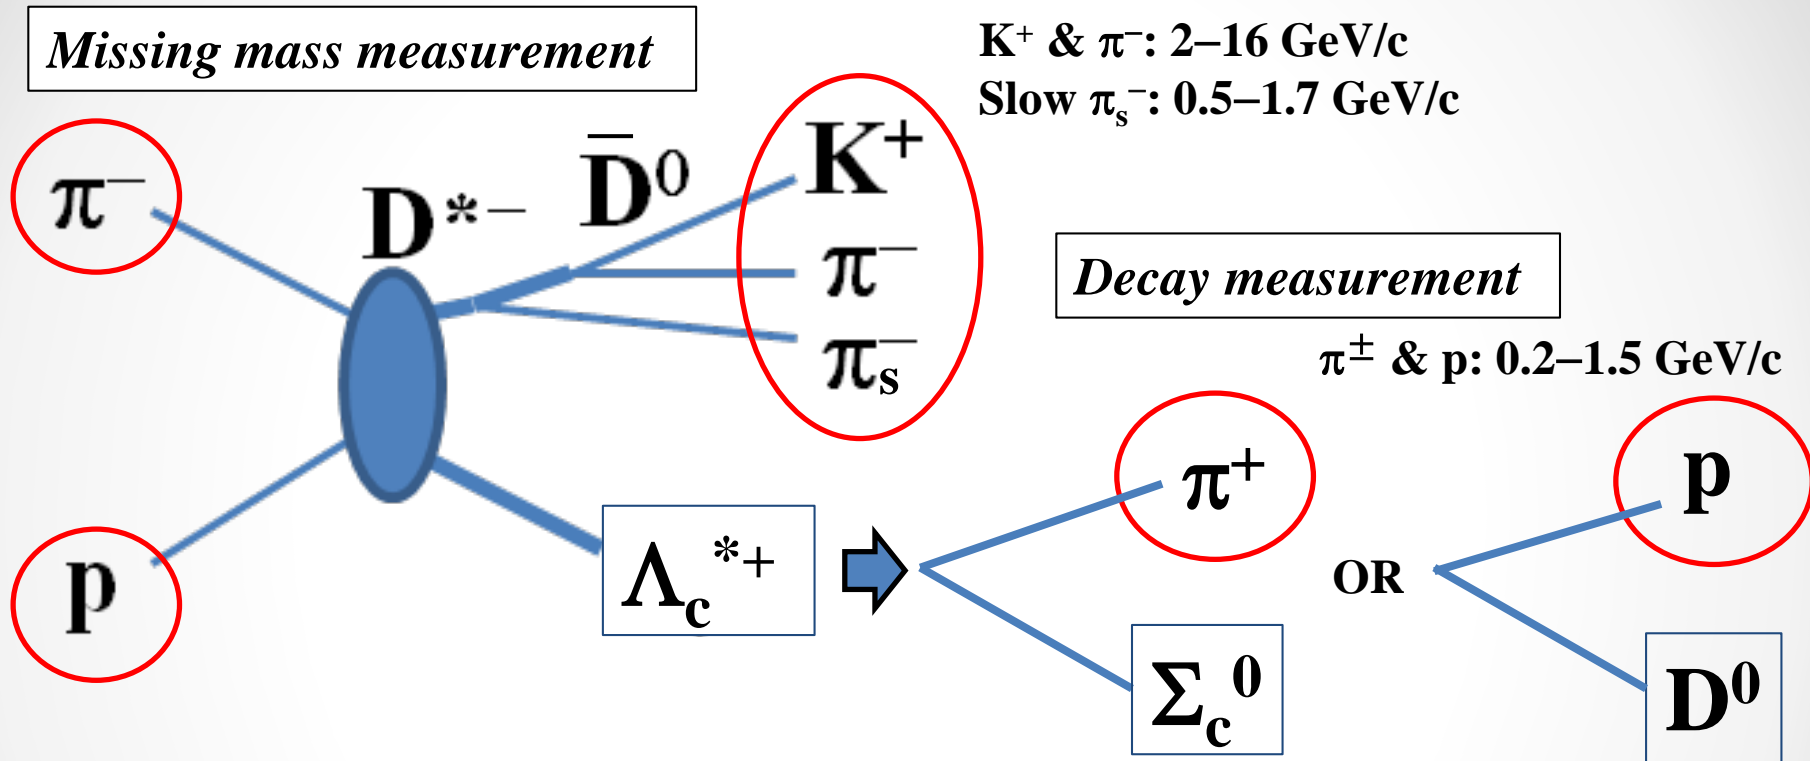 Missing mass measurement
K⁺ & π⁻: 2–16 GeV/c
Slow πₛ⁻: 0.5–1.7 GeV/c
π⁻
D*⁻
D̅⁰
K⁺
π⁻
πₛ⁻
Decay measurement
π± & p: 0.2–1.5 GeV/c
p
Λc*⁺
π⁺
Σc⁰
OR
p
D⁰